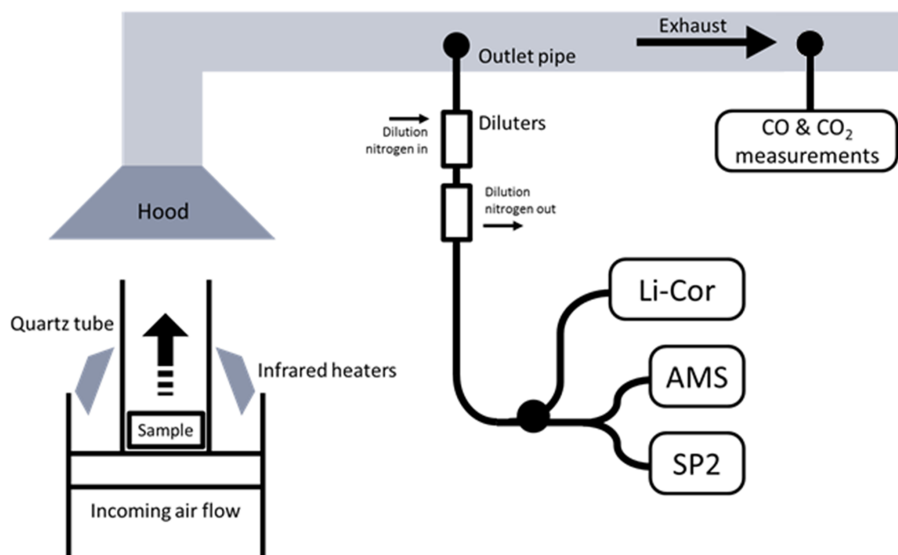 Exhaust
Outlet pipe
CO & CO₂
measurements
Dilution
nitrogen in
Diluters
Dilution
nitrogen out
Hood
Li-Cor
Quartz tube
Infrared heaters
AMS
Sample
SP2
Incoming air flow